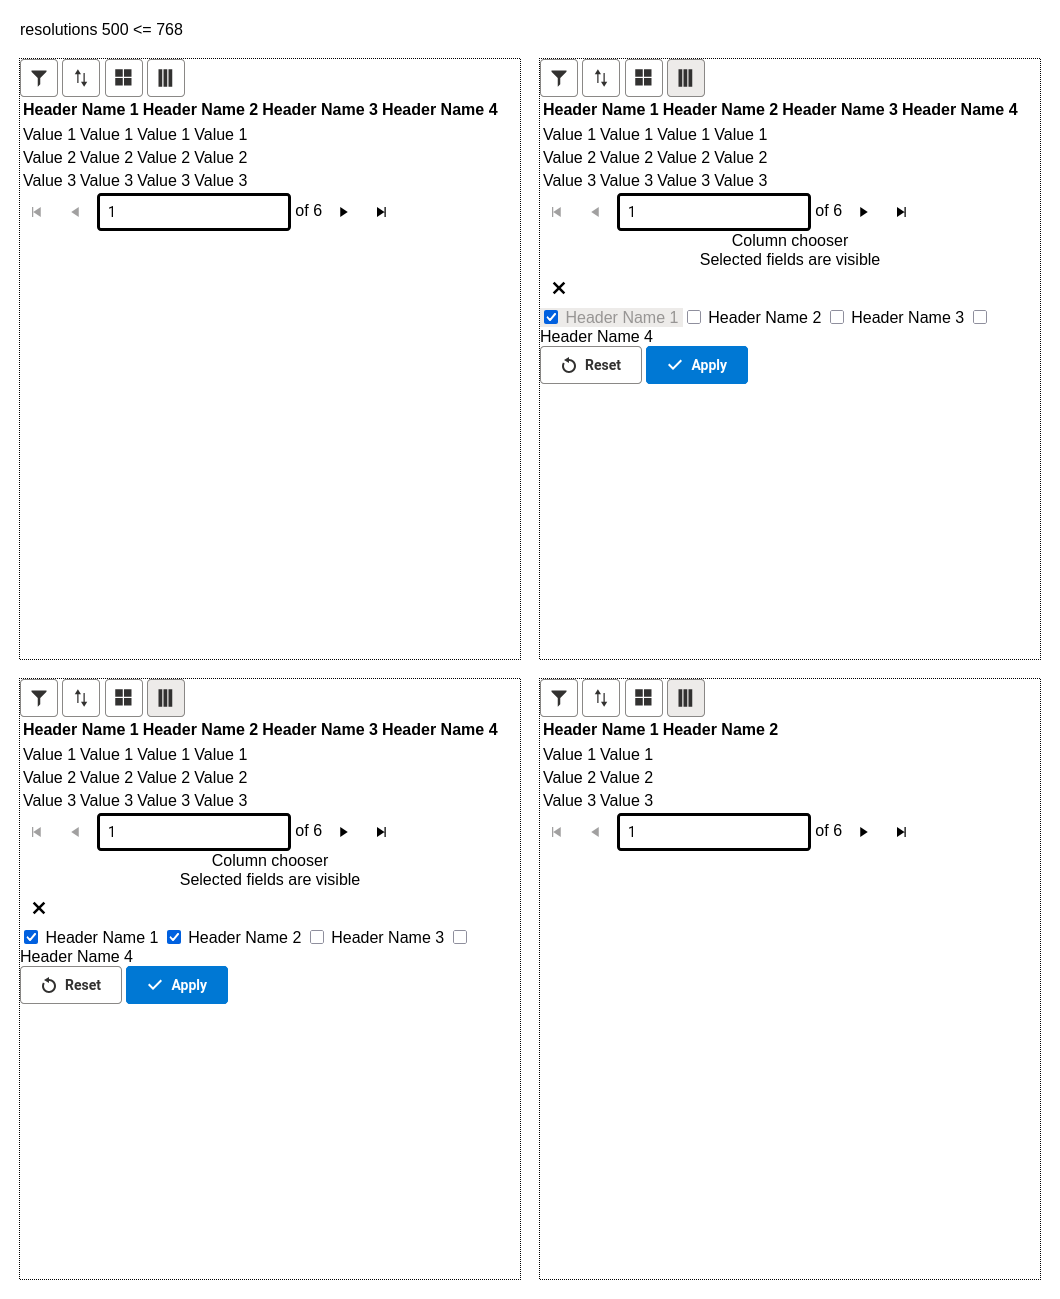 resolutions 500 <= 768
Header Name 1 Header Name 2 Header Name 3 Header Name 4
Value 1 Value 1 Value 1 Value 1
Value 2 Value 2 Value 2 Value 2
Value 3 Value 3 Value 3 Value 3
1 of 6
Header Name 1 Header Name 2 Header Name 3 Header Name 4
Value 1 Value 1 Value 1 Value 1
Value 2 Value 2 Value 2 Value 2
Value 3 Value 3 Value 3 Value 3
1 of 6
Column chooser
Selected fields are visible
Header Name 1 Header Name 2 Header Name 3
Header Name 4
Reset Apply
Header Name 1 Header Name 2 Header Name 3 Header Name 4
Value 1 Value 1 Value 1 Value 1
Value 2 Value 2 Value 2 Value 2
Value 3 Value 3 Value 3 Value 3
1 of 6
Column chooser
Selected fields are visible
Header Name 1 Header Name 2 Header Name 3
Header Name 4
Reset Apply
Header Name 1 Header Name 2
Value 1 Value 1
Value 2 Value 2
Value 3 Value 3
1 of 6